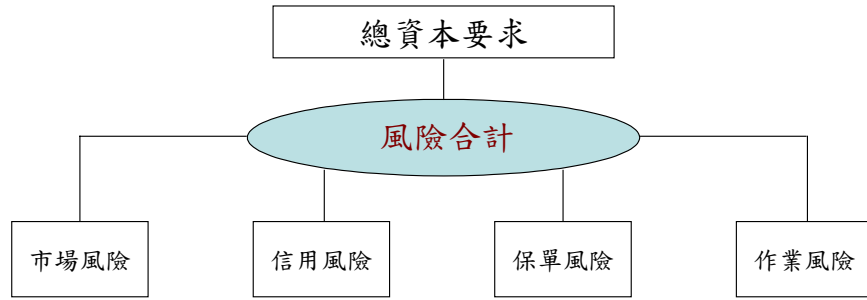 總資本要求
風險合計
市場風險
信用風險
保單風險
作業風險